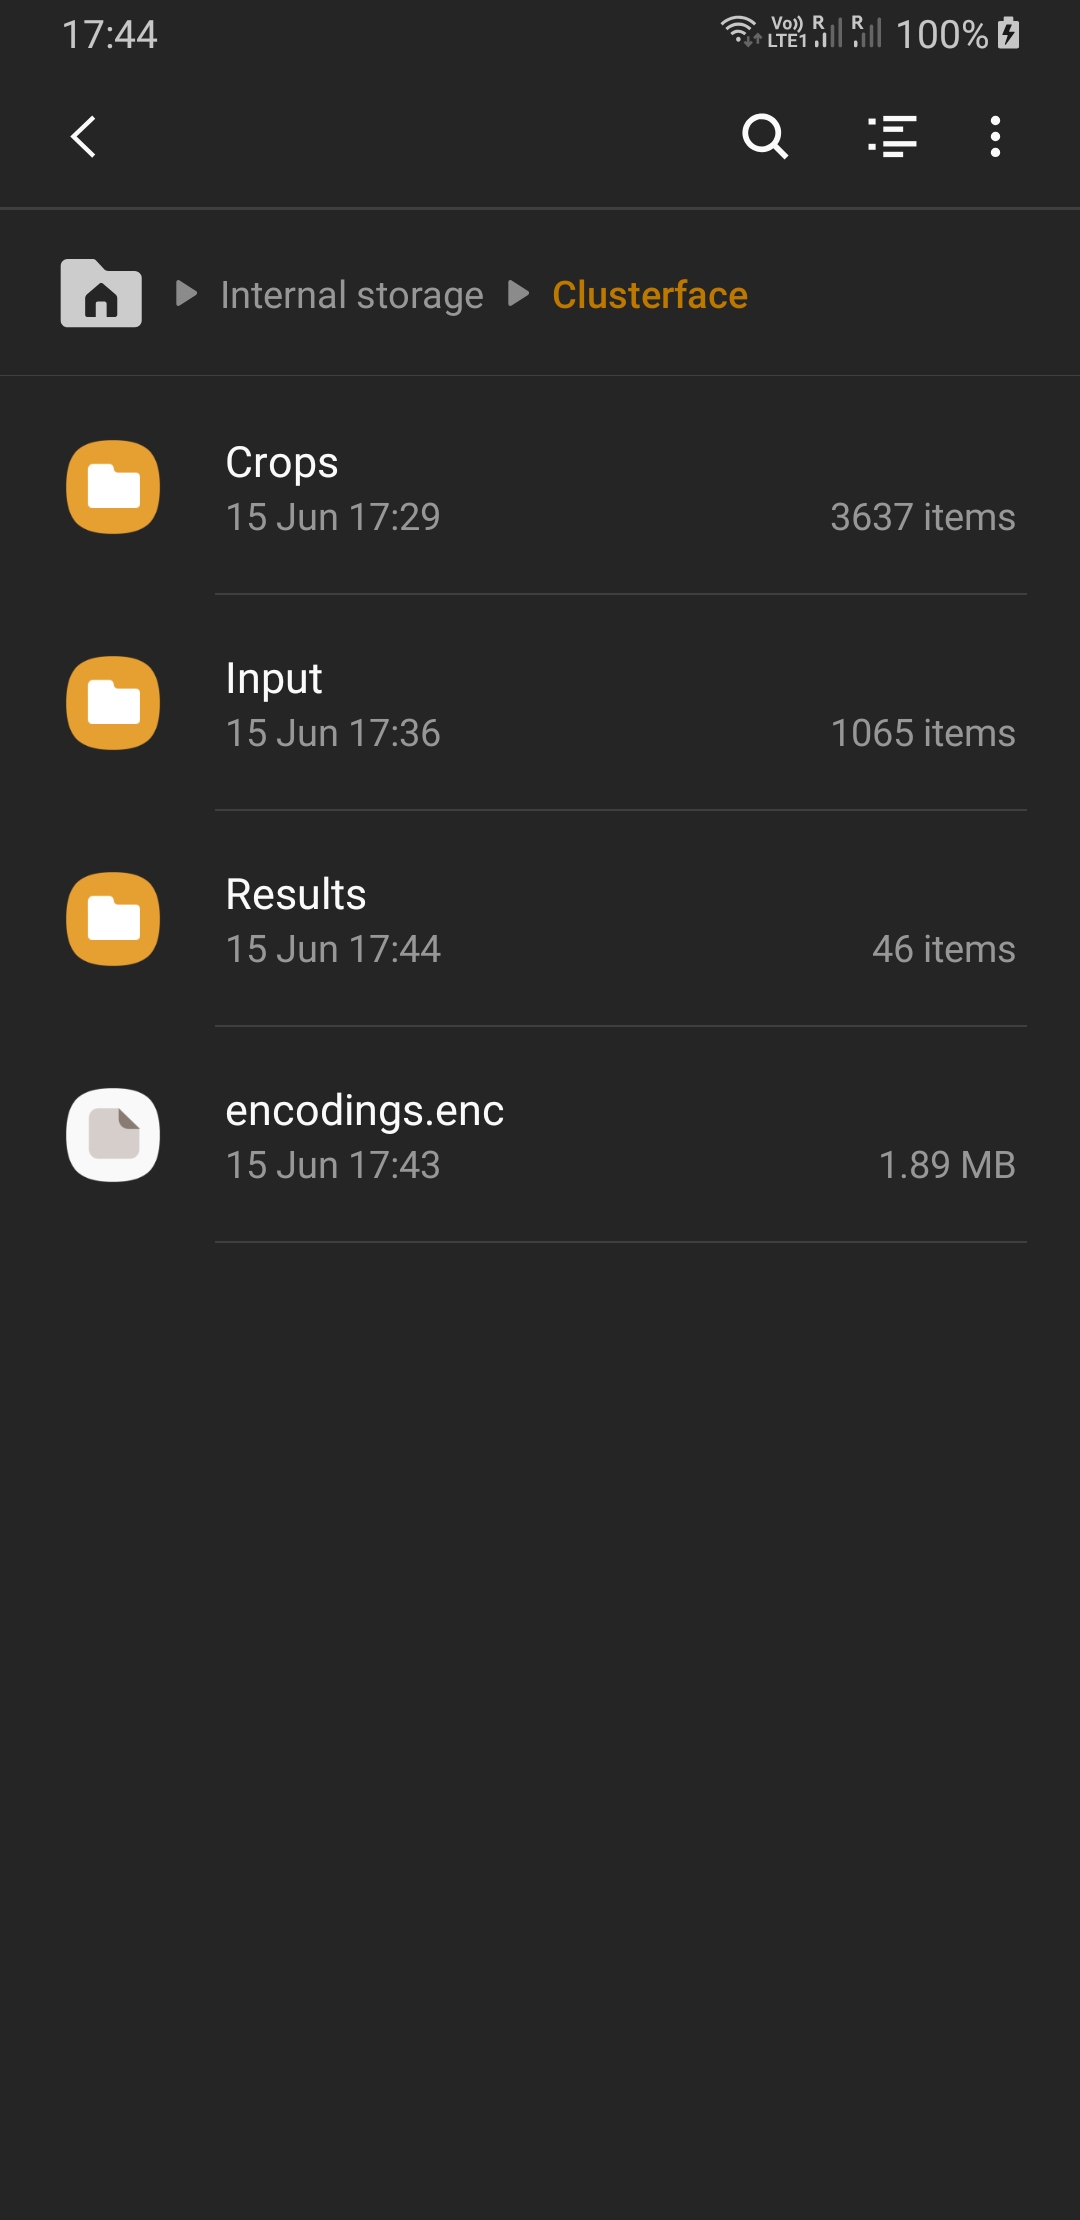 17:44
Vo)) R R 100%
LTE1
Internal storage Clusterface
Crops
15 Jun 17:29 3637 items
Input
15 Jun 17:36 1065 items
Results
15 Jun 17:44 46 items
encodings.enc
15 Jun 17:43 1.89 MB